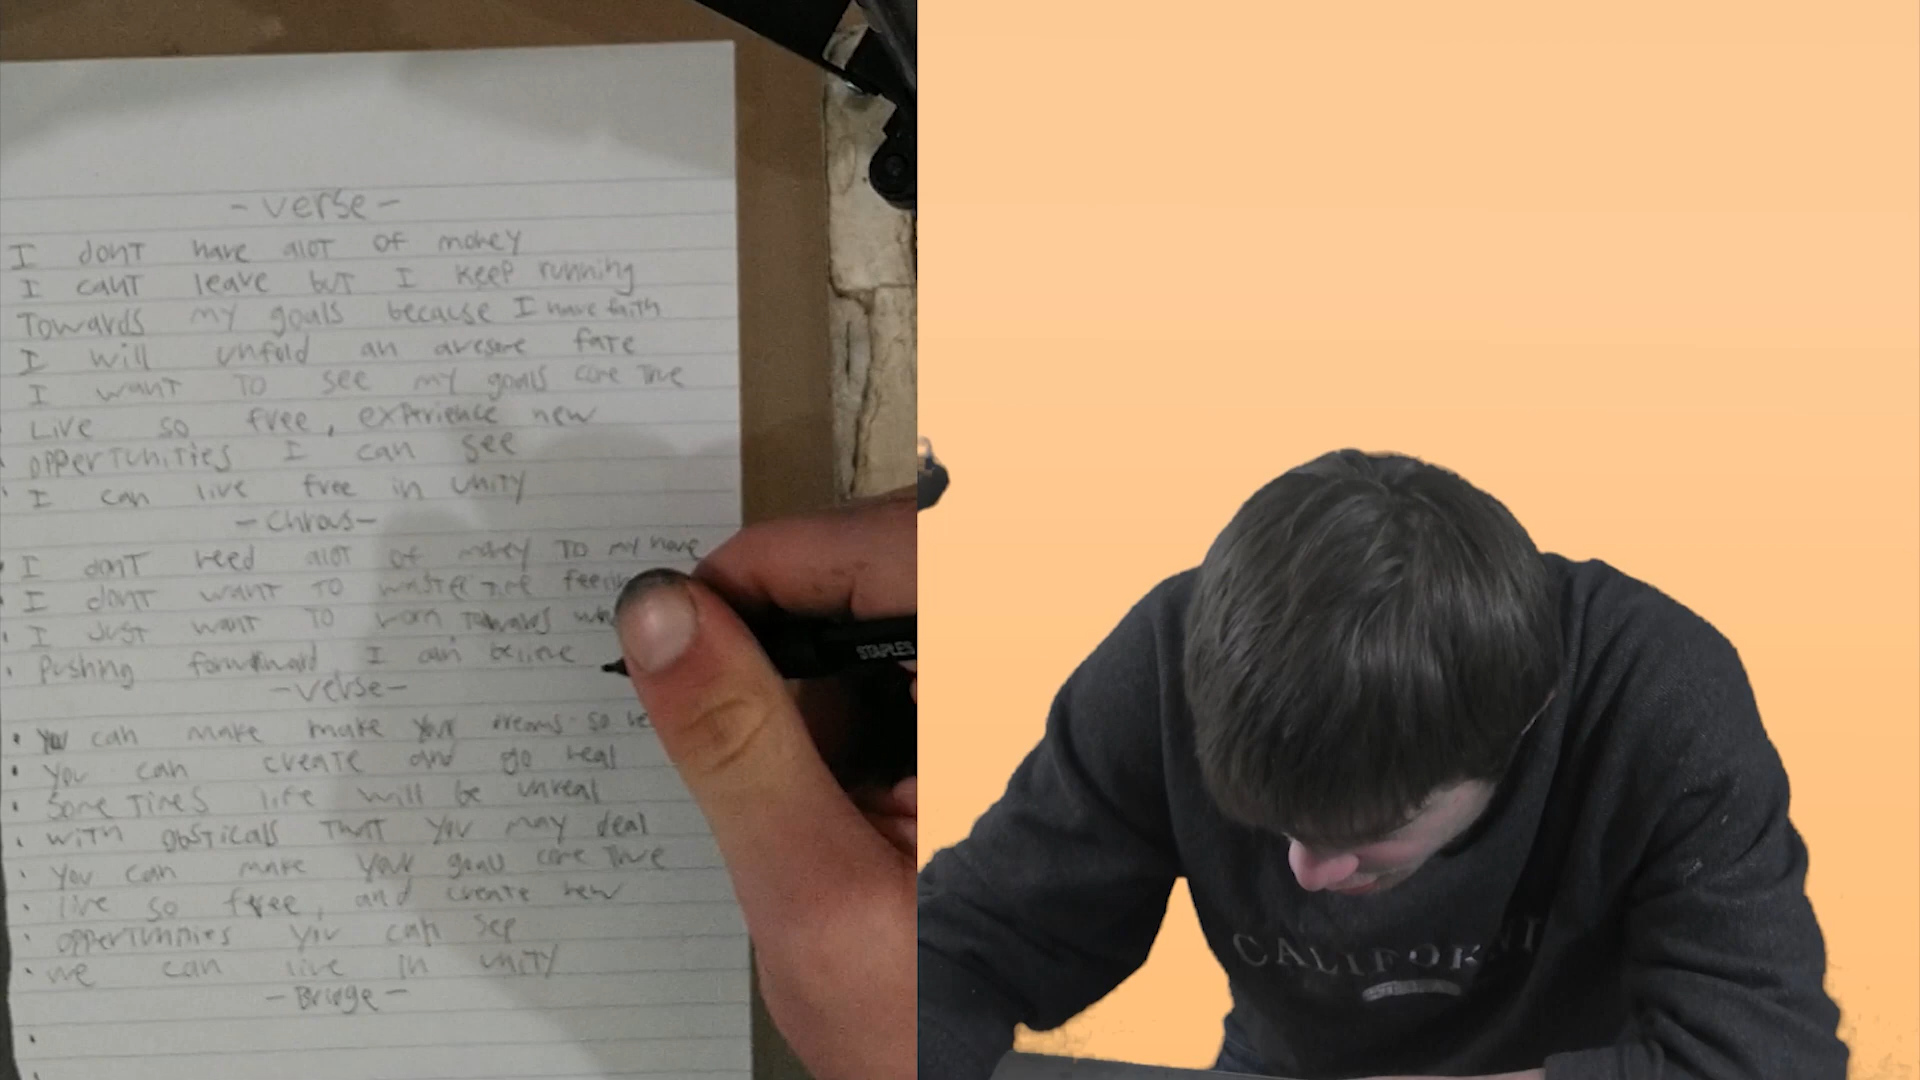 - Verse -
I dont have alot of money
I cant leave but I keep running
Towards my goals because I have faith
I will unfold an awesome fate
I want to see my goals come true
Live so free, experience new
oppertunities I can see
I can live free in unity
- Chrous -
I dont need alot of money to my name
I dont want to waste time feeling
I just want to towards
Pushing forward, I can believe
- Verse -
You can make make your dreams so
You can create and go heal
Some times life will be unreal
with obsticals that you may deal
You can make your goals come true
live so free, and create new
oppertunities you can see
we can live in unity
- Bridge -
STAPLES
CALIFORNI